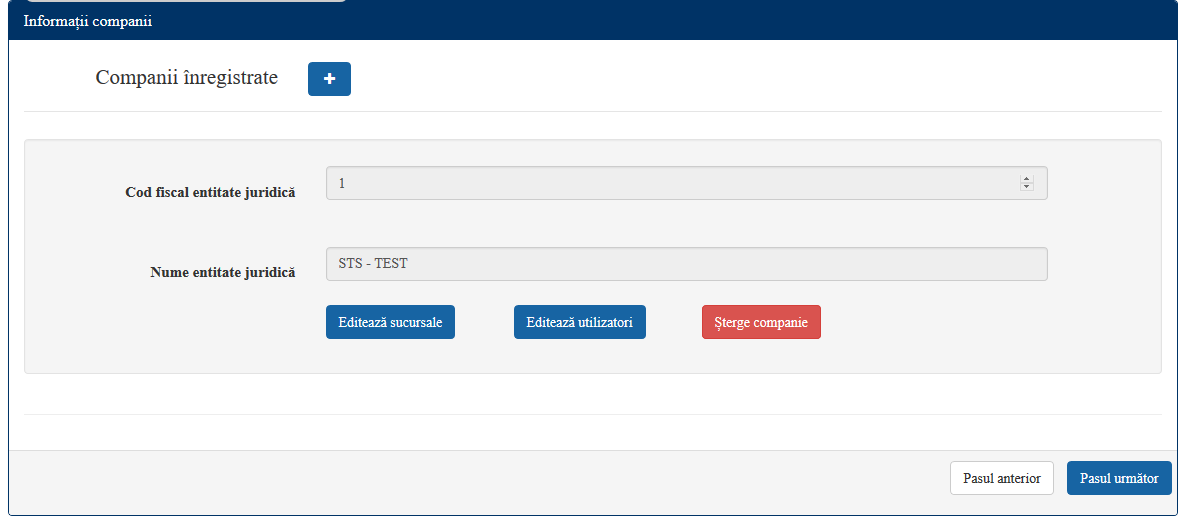 Informații companii
Companii înregistrate +
Cod fiscal entitate juridică 1
Nume entitate juridică STS - TEST
Editează sucursale Editează utilizatori Șterge companie
Pasul anterior Pasul următor